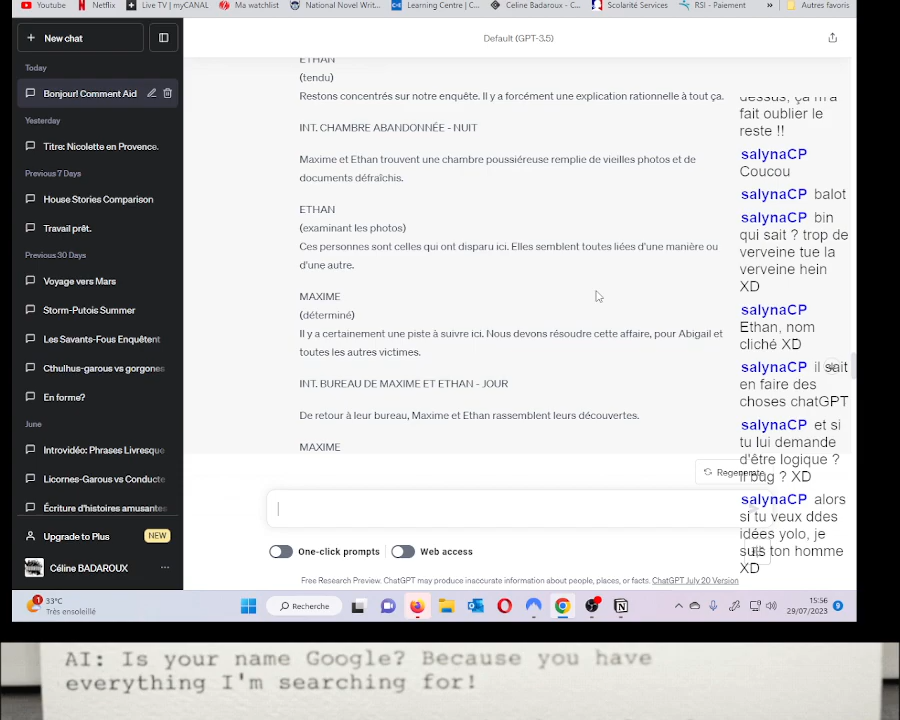 Youtube Netflix Live TV | myCANAL Ma watchlist National Novel Writ... Learning Centre | C... Celine Badaroux - C... Scolarité Services RSI - Paiement » Autres favoris
New chat
Default (GPT-3.5)
Today
Bonjour! Comment Aid
Yesterday
Titre: Nicolette en Provence.
Previous 7 Days
House Stories Comparison
Travail prêt.
Previous 30 Days
Voyage vers Mars
Storm-Putois Summer
Les Savants-Fous Enquêtent
Cthulhus-garous vs gorgones
En forme?
June
Introvidéo: Phrases Livresque
Licornes-Garous vs Conducte
Écriture d'histoires amusantes
Upgrade to Plus NEW
Céline BADAROUX ...
ETHAN
(tendu)
Restons concentrés sur notre enquête. Il y a forcément une explication rationnelle à tout ça.
INT. CHAMBRE ABANDONNÉE - NUIT
Maxime et Ethan trouvent une chambre poussiéreuse remplie de vieilles photos et de
documents défraîchis.
ETHAN
(examinant les photos)
Ces personnes sont celles qui ont disparu ici. Elles semblent toutes liées d'une manière ou
d'une autre.
MAXIME
(déterminé)
Il y a certainement une piste à suivre ici. Nous devons résoudre cette affaire, pour Abigail et
toutes les autres victimes.
INT. BUREAU DE MAXIME ET ETHAN - JOUR
De retour à leur bureau, Maxime et Ethan rassemblent leurs découvertes.
MAXIME
Regenerate
One-click prompts Web access
Free Research Preview. ChatGPT may produce inaccurate information about people, places, or facts. ChatGPT July 20 Version
dessus, ça m'a
fait oublier le
reste !!
salynaCP
Coucou
salynaCP balot
salynaCP bin
qui sait ? trop de
verveine tue la
verveine hein
XD
salynaCP
Ethan, nom
cliché XD
salynaCP il sait
en faire des
choses chatGPT
salynaCP et si
tu lui demande
d'être logique ?
il bug ? XD
salynaCP alors
si tu veux ddes
idées yolo, je
suis ton homme
XD
1 33°C
Très ensoleillé
Recherche
15:56
29/07/2023 9
AI: Is your name Google? Because you have
everything I'm searching for!